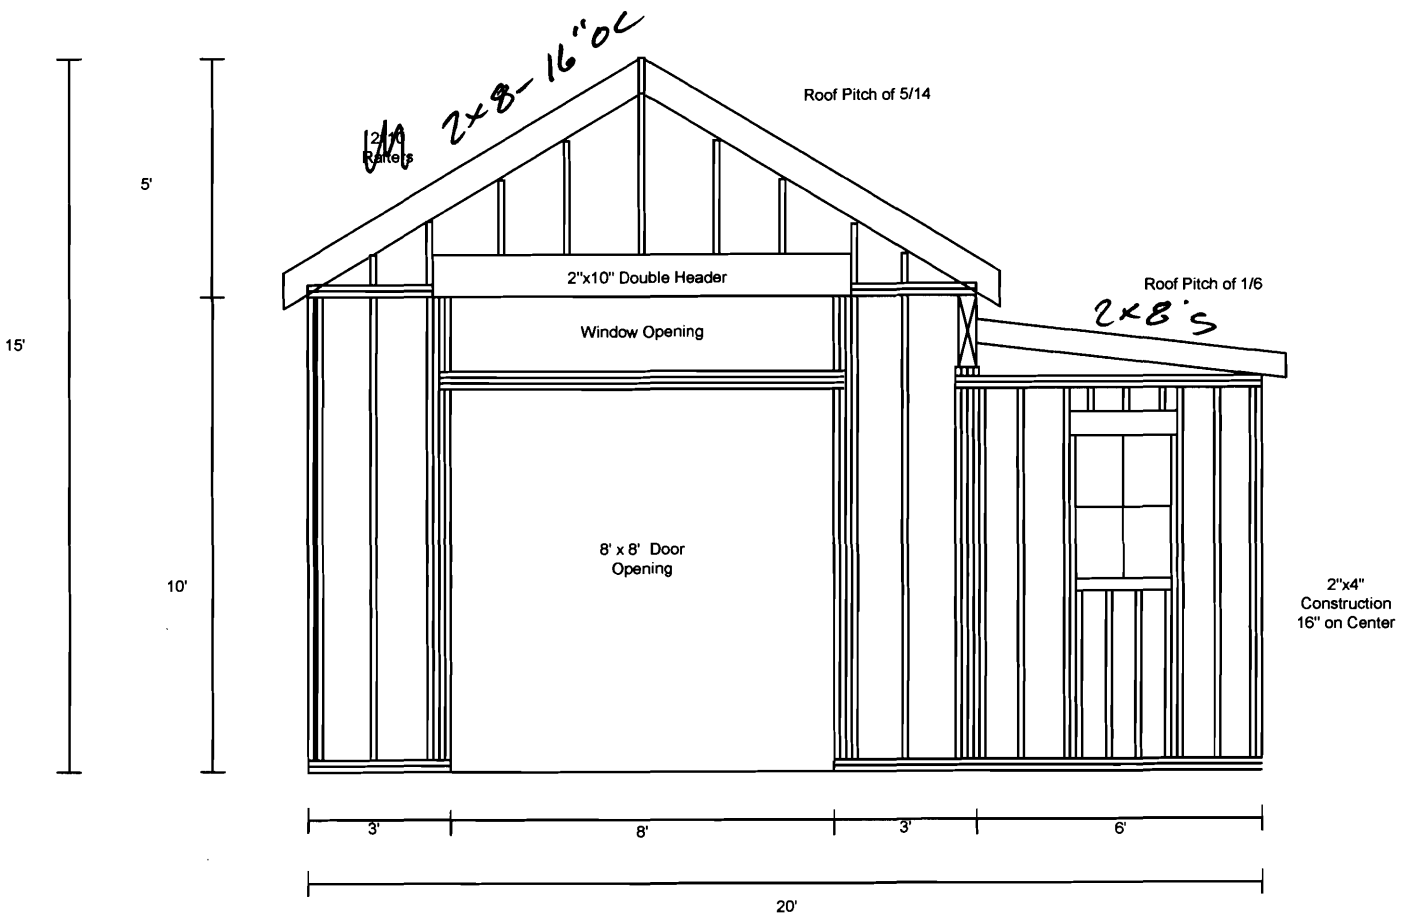 2x8-16"oc
Roof Pitch of 5/14
2x10
Rafters
5'
2"x10" Double Header
Roof Pitch of 1/6
2x8's
Window Opening
15'
8' x 8' Door
Opening
10'
2"x4"
Construction
16" on Center
3'
8'
3'
6'
20'